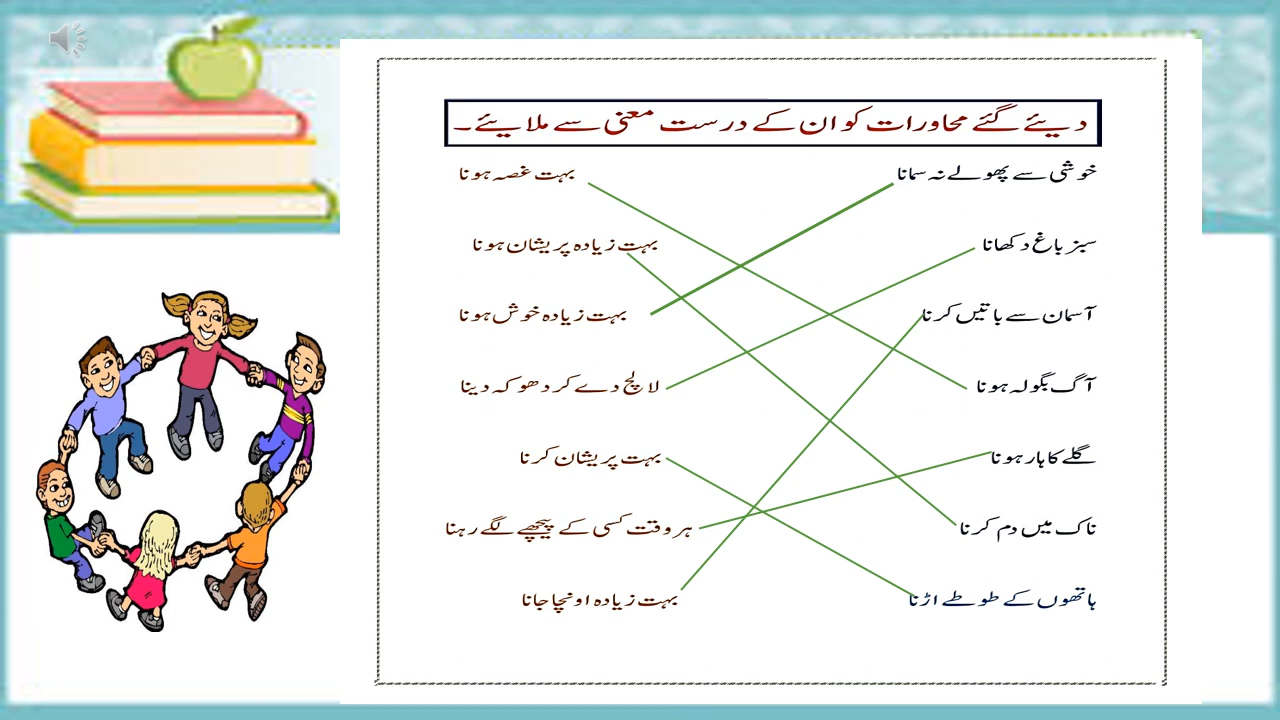 دیئے گئے محاورات کو ان کے درست معنی سے ملایئے۔
خوشی سے پھولے نہ سمانا بہت غصہ ہونا
سبز باغ دکھانا بہت زیادہ پریشان ہونا
آسمان سے باتیں کرنا بہت زیادہ خوش ہونا
آگ بگولہ ہونا لالچ دے کر دھوکہ دینا
گلے کا ہار ہونا بہت پریشان کرنا
ناک میں دم کرنا ہر وقت کسی کے پیچھے لگے رہنا
ہاتھوں کے طوطے اڑنا بہت زیادہ اونچا جانا